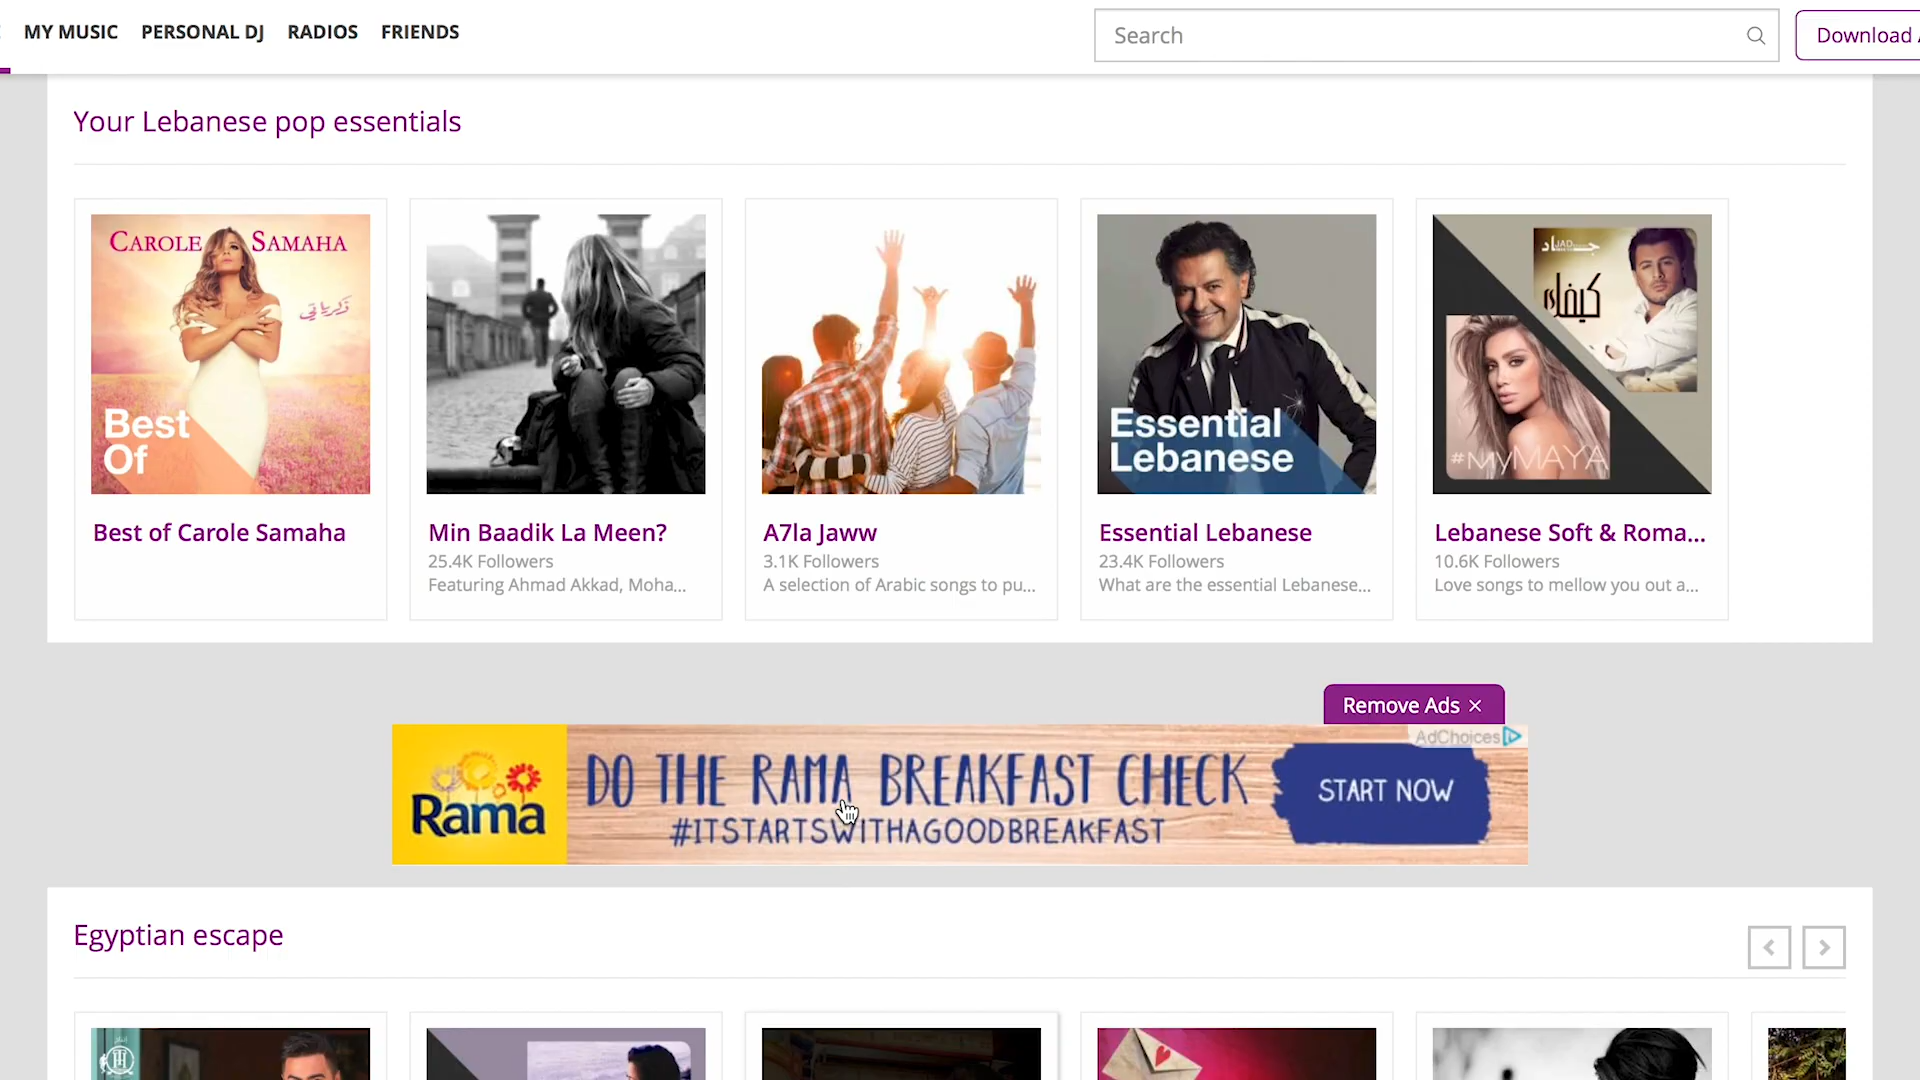 MY MUSIC PERSONAL DJ RADIOS FRIENDS
Search
Download
Your Lebanese pop essentials
CAROLE SAMAHA
ذكرياتي
Best
Of
Essential
Lebanese
JAD
جاد
كيفك
#MyMAYA
Best of Carole Samaha
Min Baadik La Meen?
25.4K Followers
Featuring Ahmad Akkad, Moha...
A7la Jaww
3.1K Followers
A selection of Arabic songs to pu...
Essential Lebanese
23.4K Followers
What are the essential Lebanese...
Lebanese Soft & Roma...
10.6K Followers
Love songs to mellow you out a...
Remove Ads ×
AdChoices
Rama
DO THE RAMA BREAKFAST CHECK
#ITSTARTSWITHAGOODBREAKFAST
START NOW
Egyptian escape